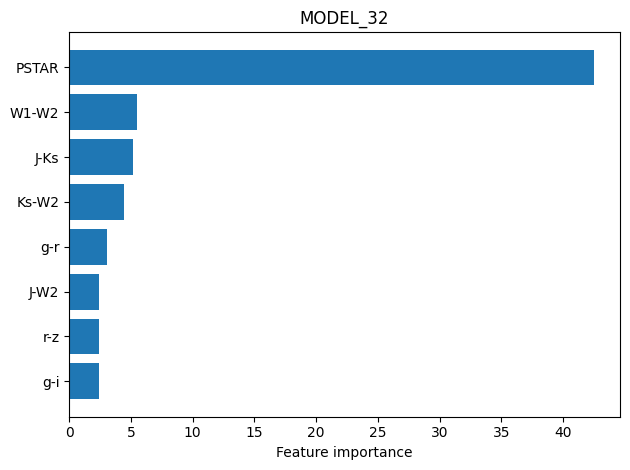 MODEL_32
PSTAR
W1-W2
J-Ks
Ks-W2
g-r
J-W2
r-z
g-i
0 5 10 15 20 25 30 35 40
Feature importance